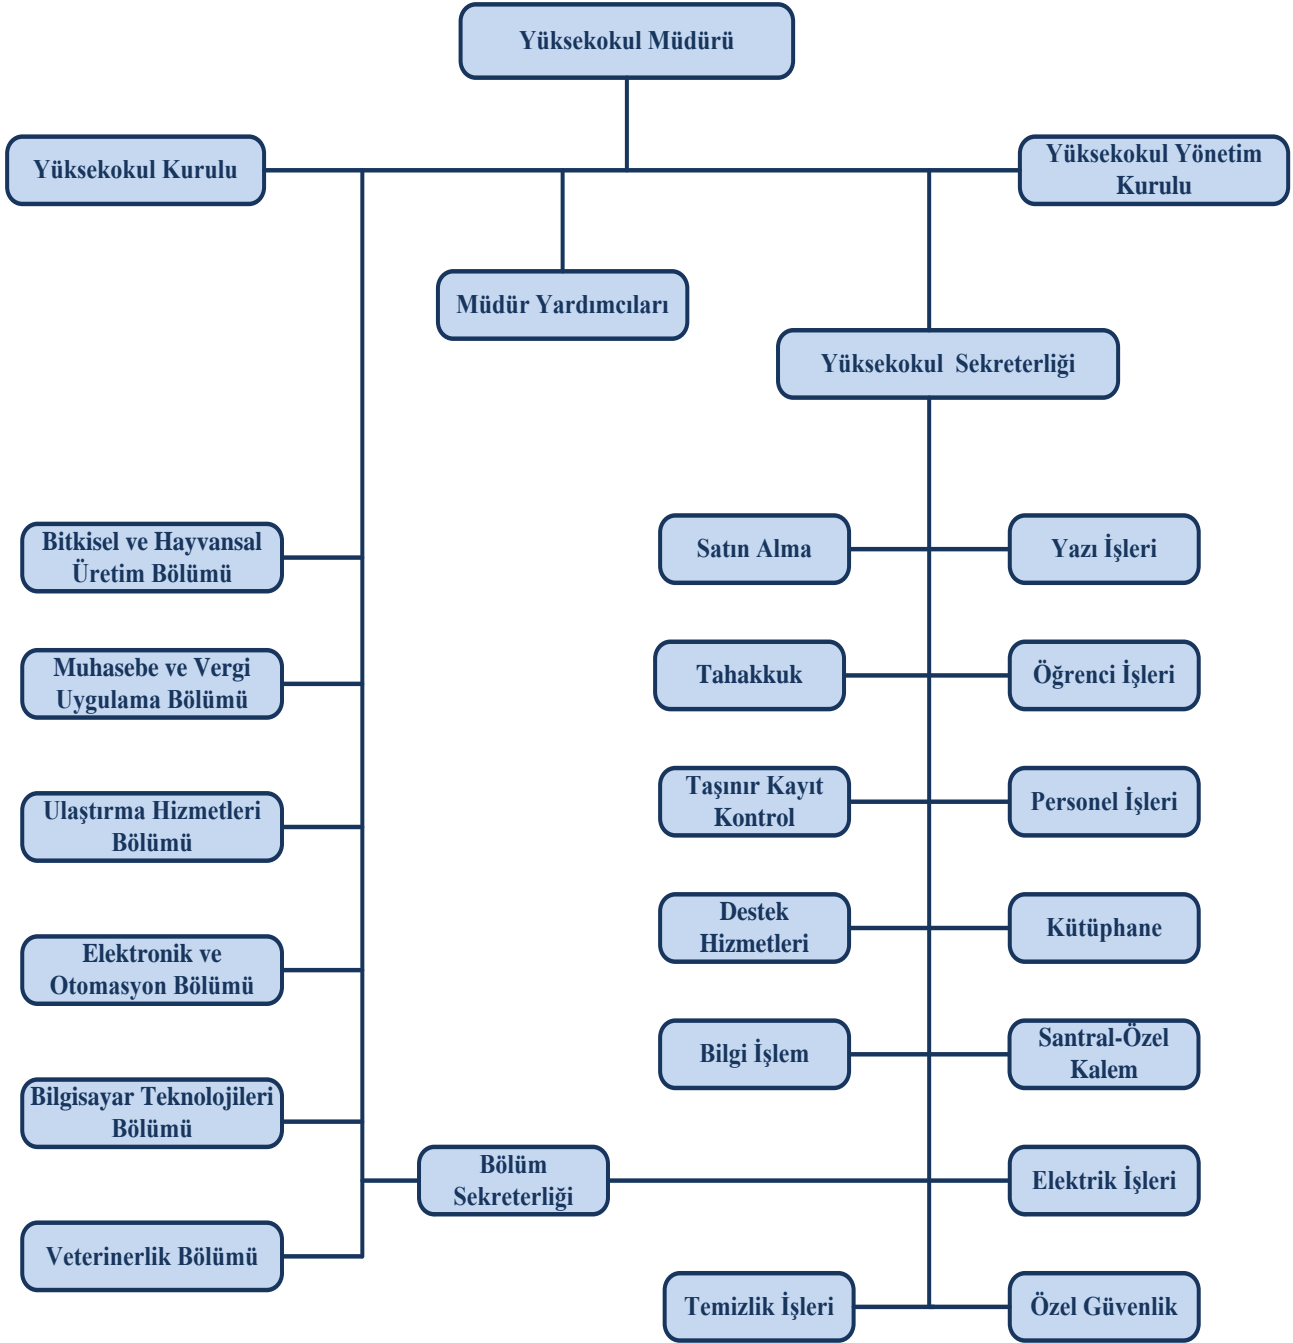 Yüksekokul Müdürü
Yüksekokul Kurulu
Yüksekokul Yönetim
Kurulu
Müdür Yardımcıları
Yüksekokul Sekreterliği
Bitkisel ve Hayvansal
Üretim Bölümü
Satın Alma
Yazı İşleri
Muhasebe ve Vergi
Uygulama Bölümü
Tahakkuk
Öğrenci İşleri
Ulaştırma Hizmetleri
Bölümü
Taşınır Kayıt
Kontrol
Personel İşleri
Elektronik ve
Otomasyon Bölümü
Destek
Hizmetleri
Kütüphane
Bilgisayar Teknolojileri
Bölümü
Bilgi İşlem
Santral-Özel
Kalem
Bölüm
Sekreterliği
Elektrik İşleri
Veterinerlik Bölümü
Temizlik İşleri
Özel Güvenlik